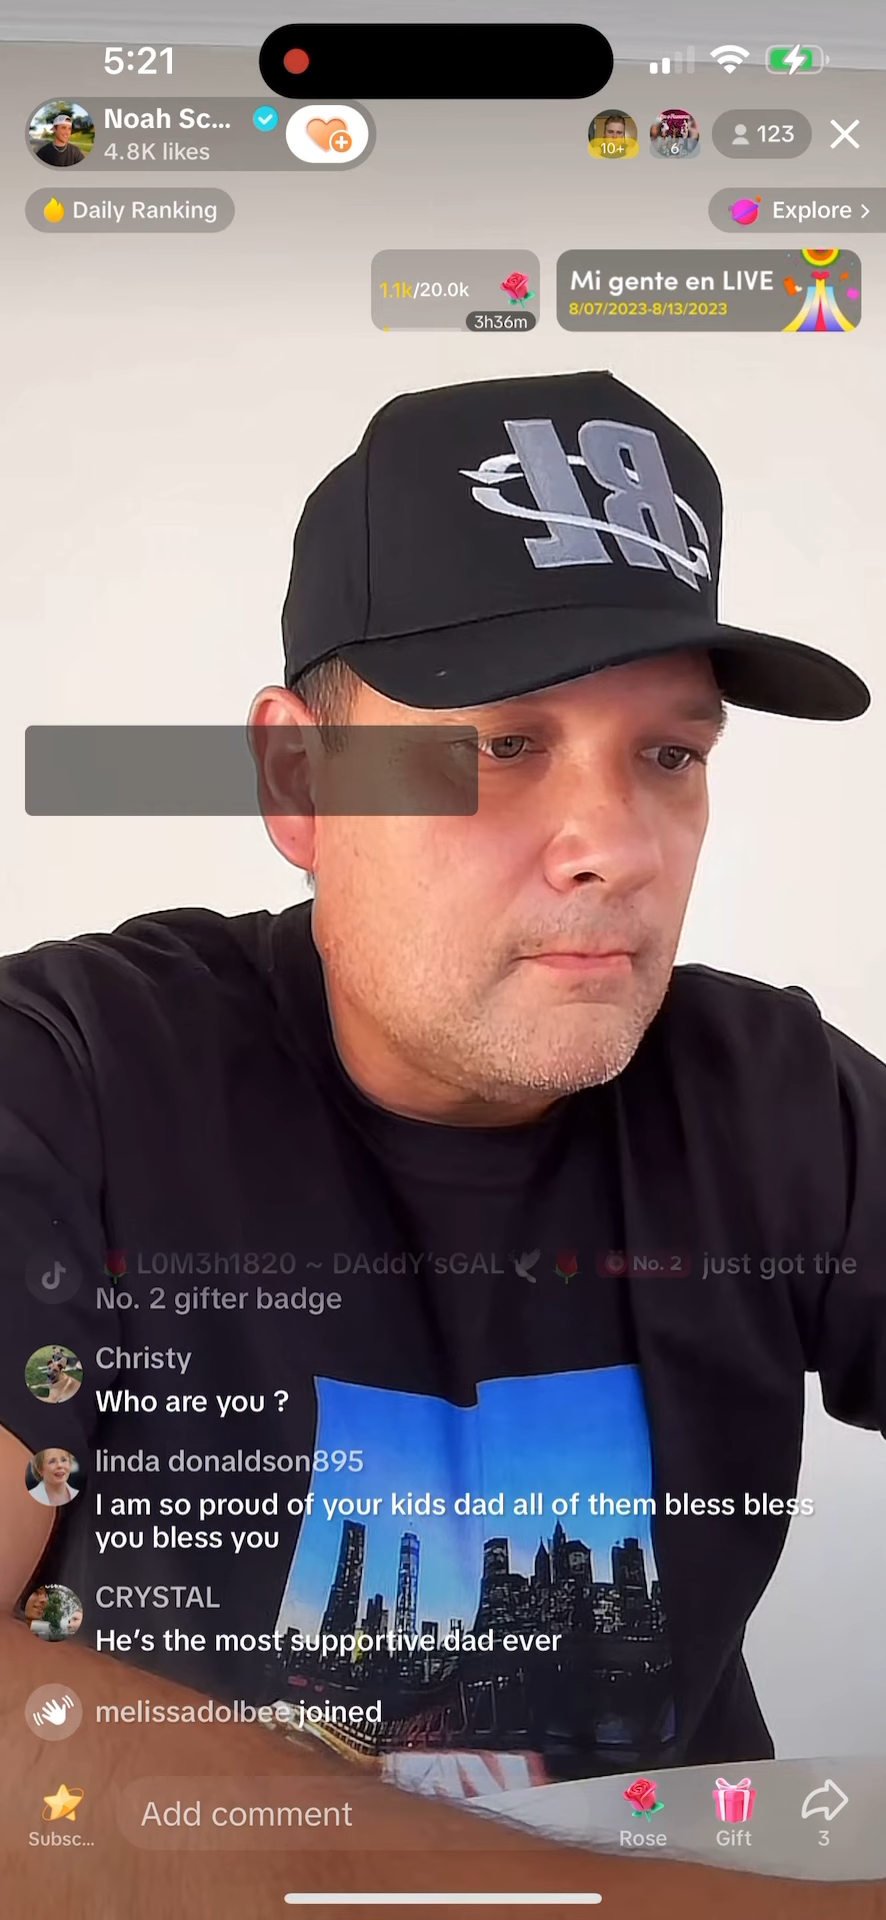 5:21
Noah Sc...
4.8K likes
10+
6
123
Daily Ranking
Explore >
1.1k/20.0k
3h36m
Mi gente en LIVE
8/07/2023-8/13/2023
RL
L0M3h1820 ~ DAddY'sGAL No. 2 just got the
No. 2 gifter badge
Christy
Who are you ?
linda donaldson895
I am so proud of your kids dad all of them bless bless
you bless you
CRYSTAL
He's the most supportive dad ever
melissadolbee joined
Subsc...
Add comment
Rose
Gift
3